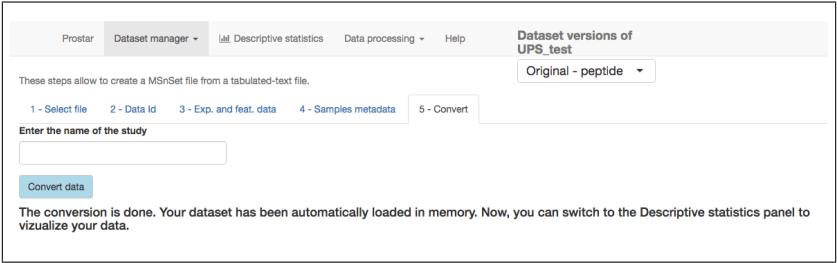 Prostar Dataset manager Descriptive statistics Data processing Help
Dataset versions of
UPS_test
Original - peptide
These steps allow to create a MSnSet file from a tabulated-text file.
1 - Select file 2 - Data Id 3 - Exp. and feat. data 4 - Samples metadata 5 - Convert
Enter the name of the study
Convert data
The conversion is done. Your dataset has been automatically loaded in memory. Now, you can switch to the Descriptive statistics panel to
vizualize your data.